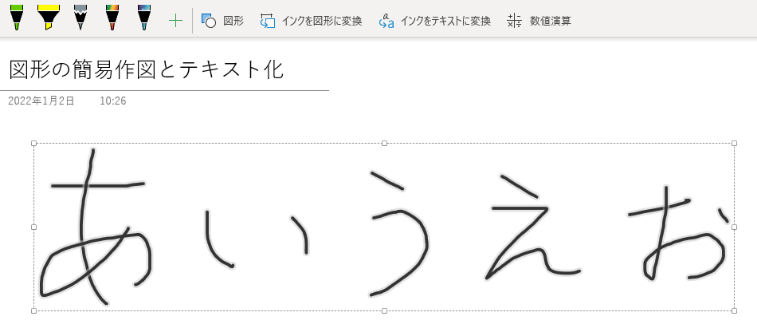 図形 インクを図形に変換 インクをテキストに変換 数値演算
図形の簡易作図とテキスト化
2022年1月2日 10:26
あいうえお